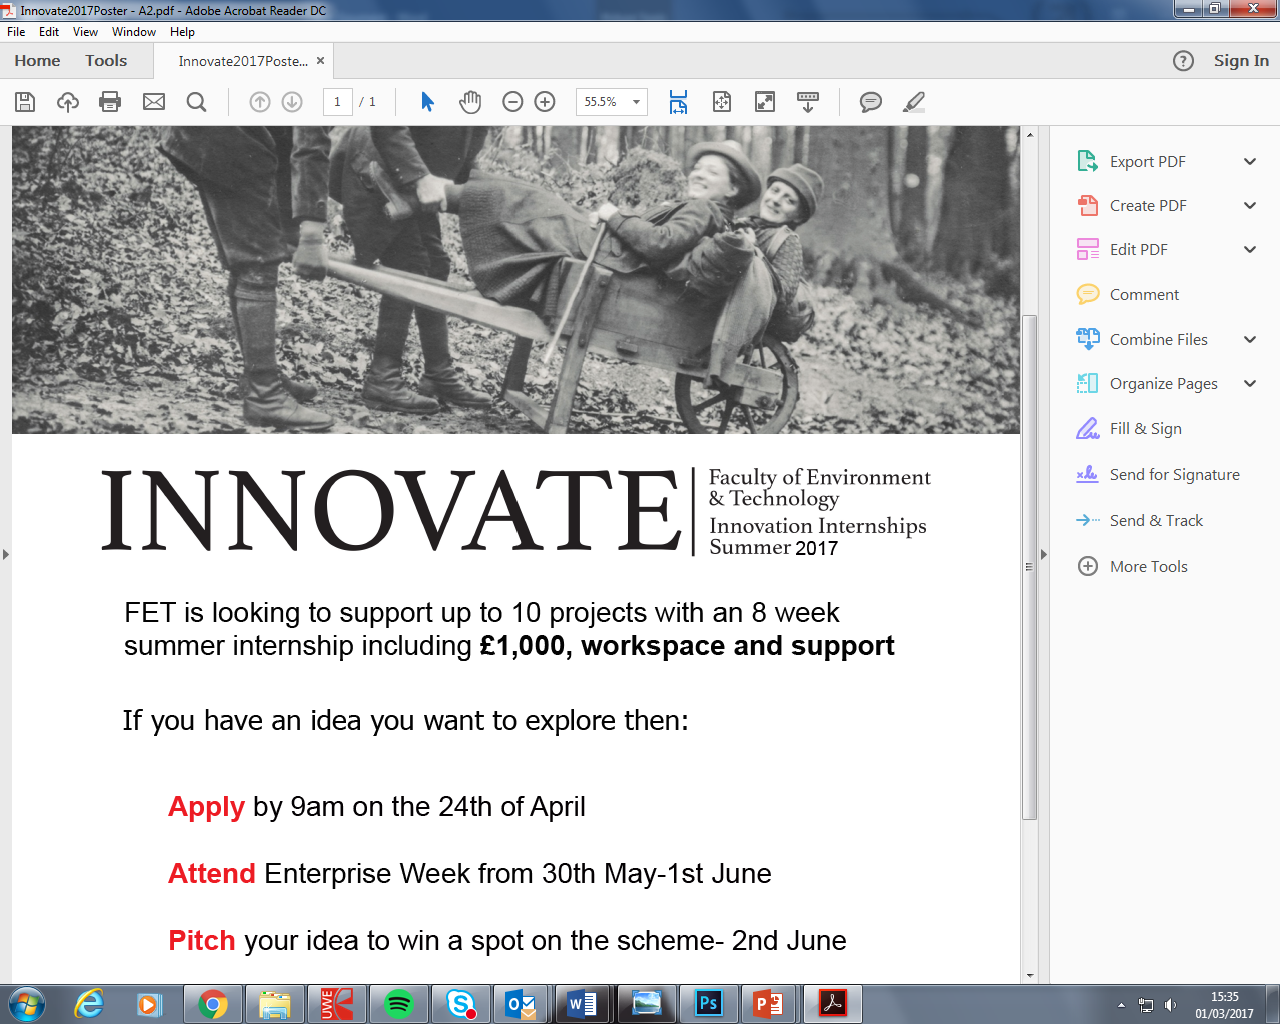 Innovate2017Poster - A2.pdf - Adobe Acrobat Reader DC
File Edit View Window Help
Home Tools Innovate2017Poste... × Sign In
1 / 1 55.5%
Export PDF
Create PDF
Edit PDF
Comment
Combine Files
Organize Pages
Fill & Sign
Send for Signature
Send & Track
More Tools
INNOVATE
Faculty of Environment
& Technology
Innovation Internships
Summer 2017
FET is looking to support up to 10 projects with an 8 week
summer internship including £1,000, workspace and support
If you have an idea you want to explore then:
Apply by 9am on the 24th of April
Attend Enterprise Week from 30th May-1st June
Pitch your idea to win a spot on the scheme- 2nd June
UWE
Ps
15:35
01/03/2017